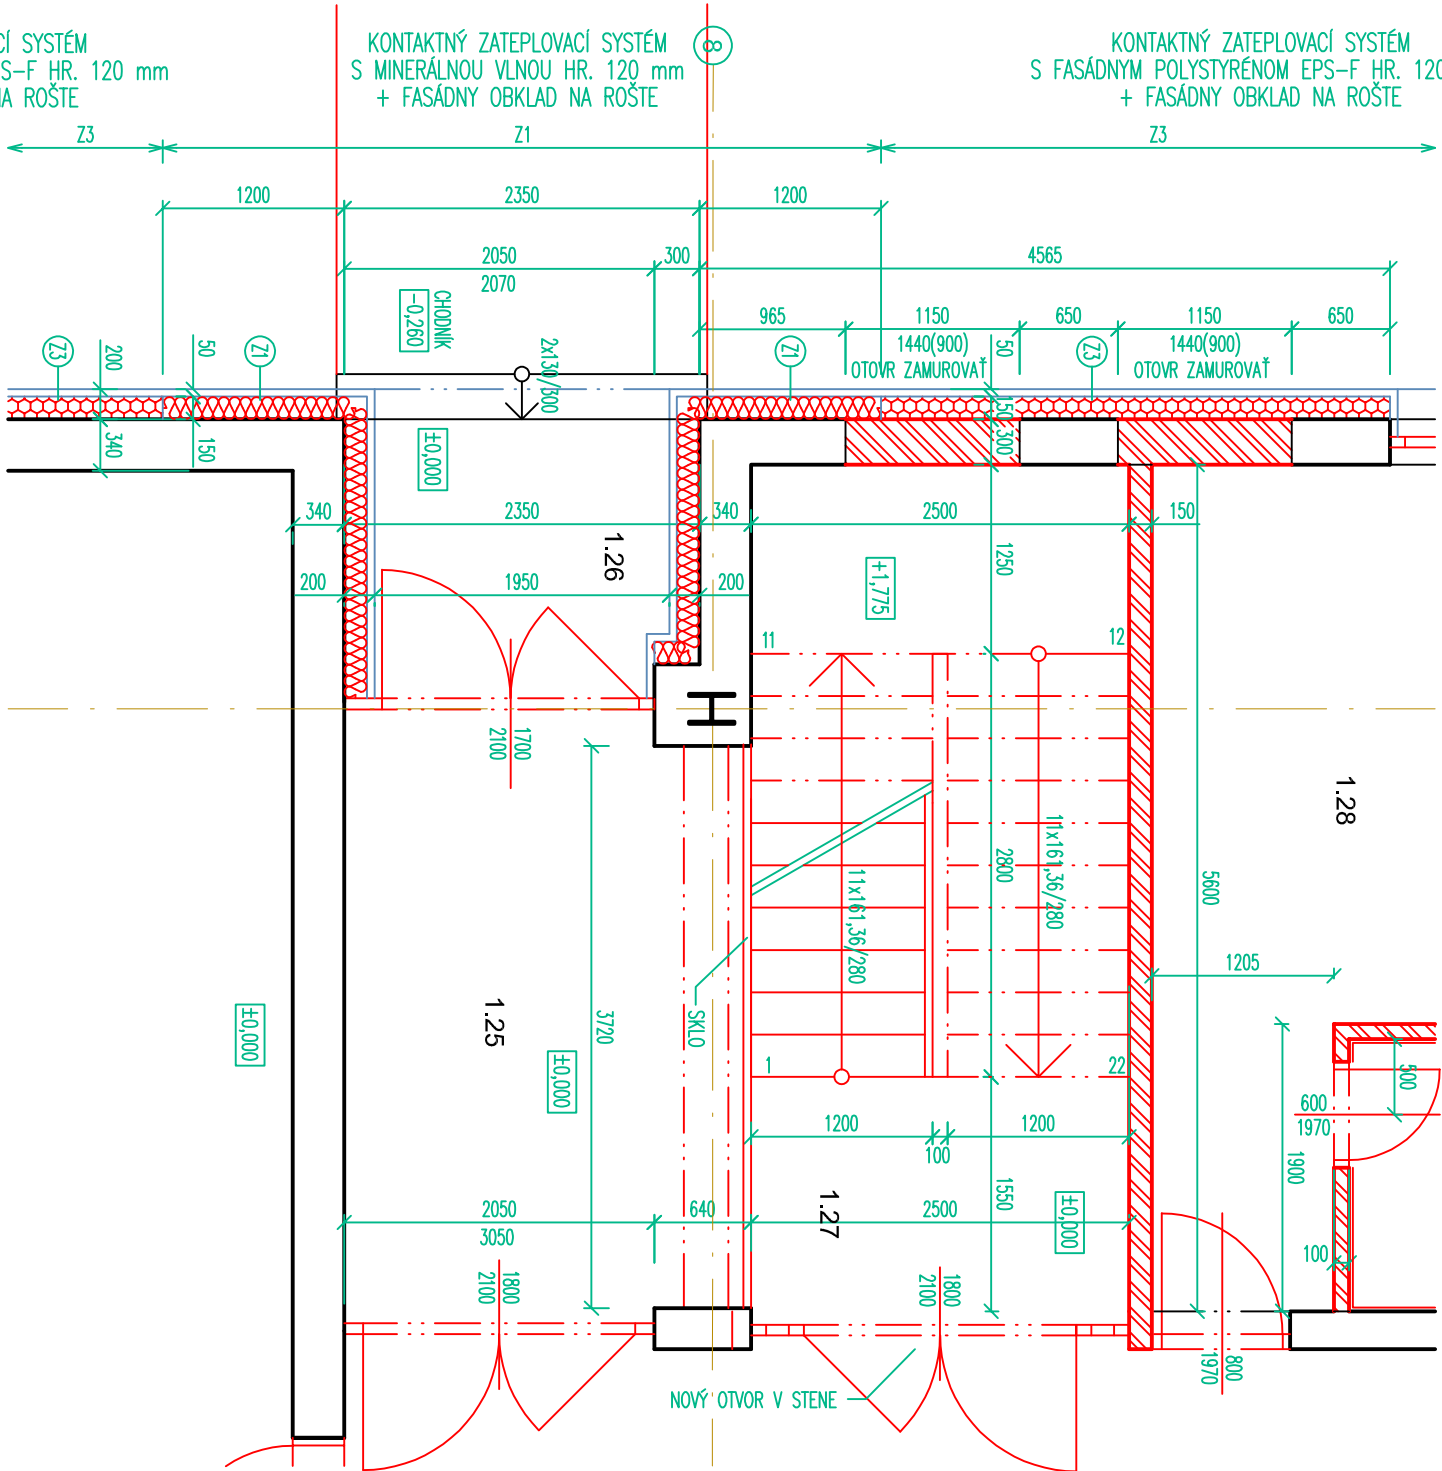 CÍ SYSTÉM
S-F HR. 120 mm
NA ROŠTE
KONTAKTNÝ ZATEPLOVACÍ SYSTÉM
S MINERÁLNOU VLNOU HR. 120 mm
+ FASÁDNY OBKLAD NA ROŠTE
8
KONTAKTNÝ ZATEPLOVACÍ SYSTÉM
S FASÁDNYM POLYSTYRÉNOM EPS-F HR. 120
+ FASÁDNY OBKLAD NA ROŠTE
Z3
Z1
Z3
1200
2350
1200
2050
2070
300
4565
CHODNÍK
-0,260
965
1150
1440(900)
OTOVR ZAMUROVAŤ
650
1150
1440(900)
OTOVR ZAMUROVAŤ
650
Z3
200
50
Z1
2x130/300
Z1
50
Z3
340
150
150
300
±0,000
340
2350
340
2500
150
1.26
1250
200
1950
200
+1,775
11
12
1700
2100
1.28
11x161,36/280
2800
11x161,36/280
5600
1205
SKLO
1.25
3720
±0,000
±0,000
1
22
500
600
1970
1200
100
1200
1900
1550
1.27
±0,000
2050
3050
640
2500
100
1800
2100
1800
2100
800
1970
NOVÝ OTVOR V STENE